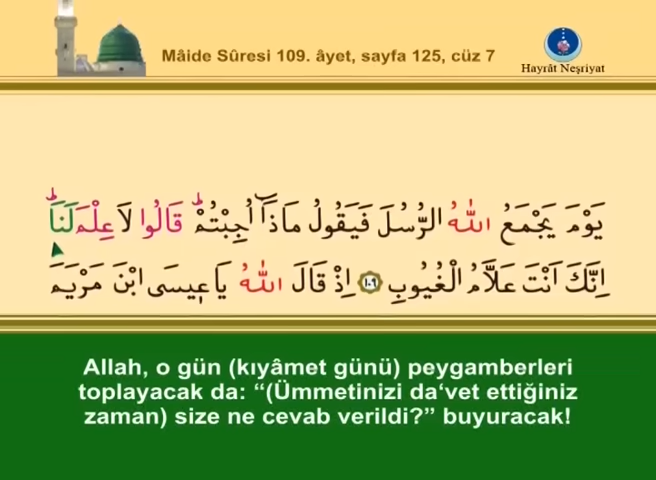 Mâide Sûresi 109. âyet, sayfa 125, cüz 7
Hayrât Neşriyat
يَوْمَ يَجْمَعُ اللّٰهُ الرُّسُلَ فَيَقُولُ مَاذَٓا اُجِبْتُمْۜ قَالُوا لَا عِلْمَ لَنَاۜ
اِنَّكَ اَنْتَ عَلَّامُ الْغُيُوبِ ١٠٩ اِذْ قَالَ اللّٰهُ يَا ع۪يسَى ابْنَ مَرْيَمَ
Allah, o gün (kıyâmet günü) peygamberleri
toplayacak da: “(Ümmetinizi da‘vet ettiğiniz
zaman) size ne cevab verildi?” buyuracak!